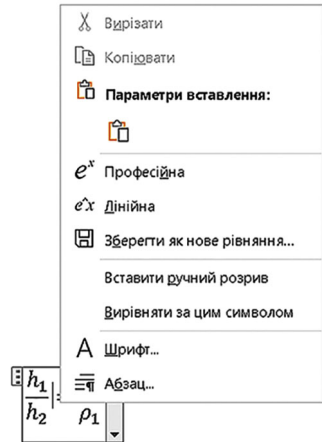 Вирізати
Копіювати
Параметри вставлення:
eˣ Професійна
e^x Лінійна
Зберегти як нове рівняння...
Вставити ручний розрив
Вирівняти за цим символом
A Шрифт...
Абзац...
h₁
h₂
=
ρ₁